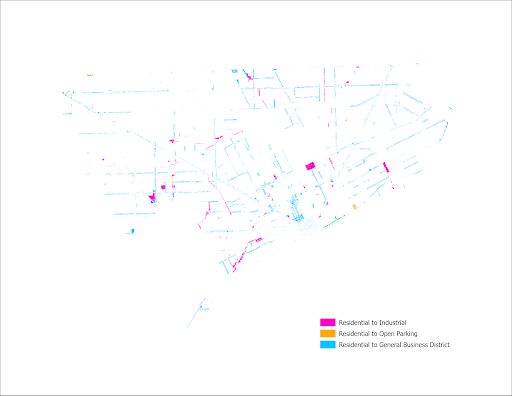 Residential to Industrial
Residential to Open Parking
Residential to General Business District